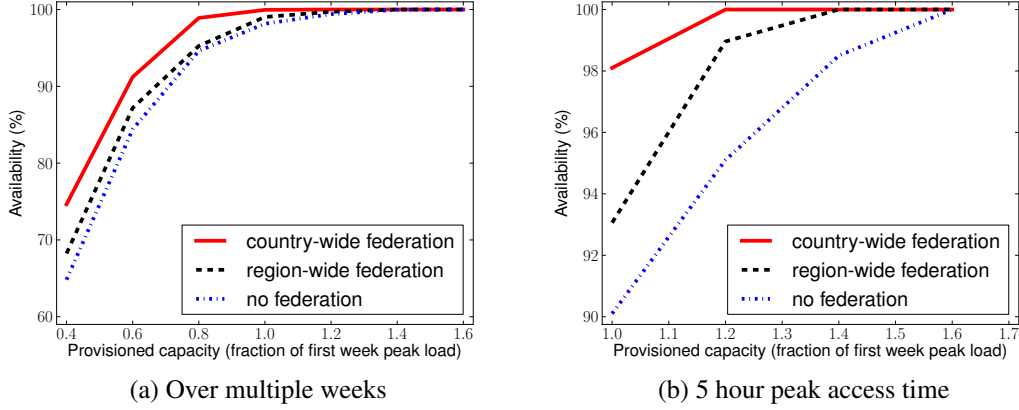 100
90
80
70
60
Availability (%)
country-wide federation
region-wide federation
no federation
0.4 0.6 0.8 1.0 1.2 1.4 1.6
Provisioned capacity (fraction of first week peak load)
(a) Over multiple weeks
100
98
96
94
92
90
Availability (%)
country-wide federation
region-wide federation
no federation
1.0 1.1 1.2 1.3 1.4 1.5 1.6 1.7
Provisioned capacity (fraction of first week peak load)
(b) 5 hour peak access time